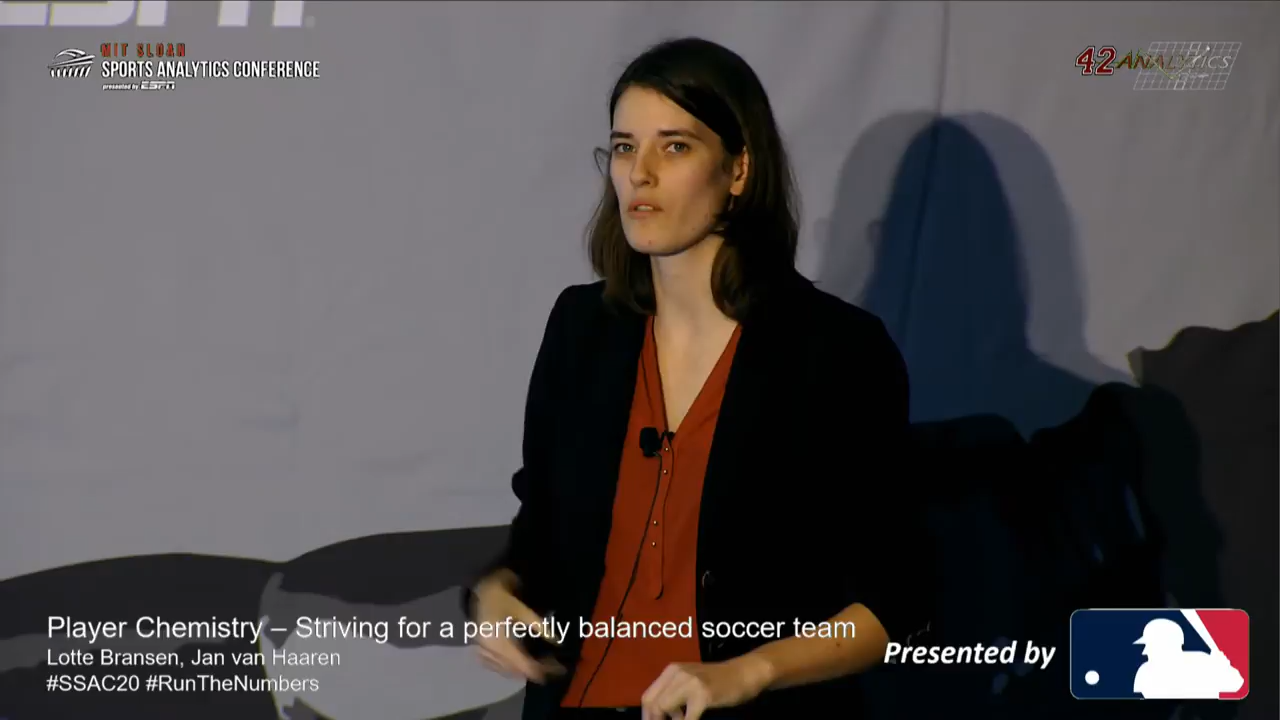 ESPN
MIT SLOAN
SPORTS ANALYTICS CONFERENCE
presented by ESPN
42 ANALYTICS
Player Chemistry – Striving for a perfectly balanced soccer team
Lotte Bransen, Jan van Haaren
#SSAC20 #RunTheNumbers
Presented by